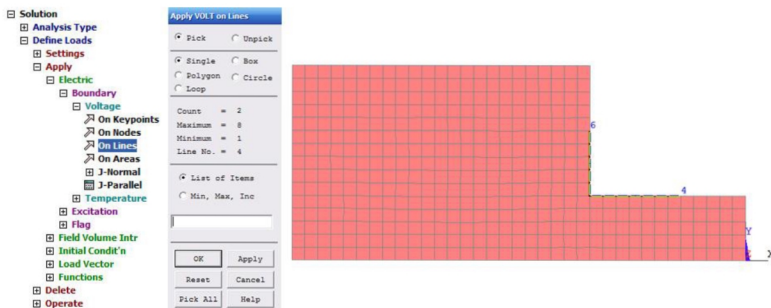 Solution
Analysis Type
Define Loads
Settings
Apply
Electric
Boundary
Voltage
On Keypoints
On Nodes
On Lines
On Areas
J-Normal
J-Parallel
Temperature
Excitation
Flag
Field Volume Intr
Initial Condit'n
Load Vector
Functions
Delete
Operate
Apply VOLT on Lines
Pick Unpick
Single Box
Polygon Circle
Loop
Count = 2
Maximum = 8
Minimum = 1
Line No. = 4
List of Items
Min, Max, Inc
OK Apply
Reset Cancel
Pick All Help
6
4
Y
X